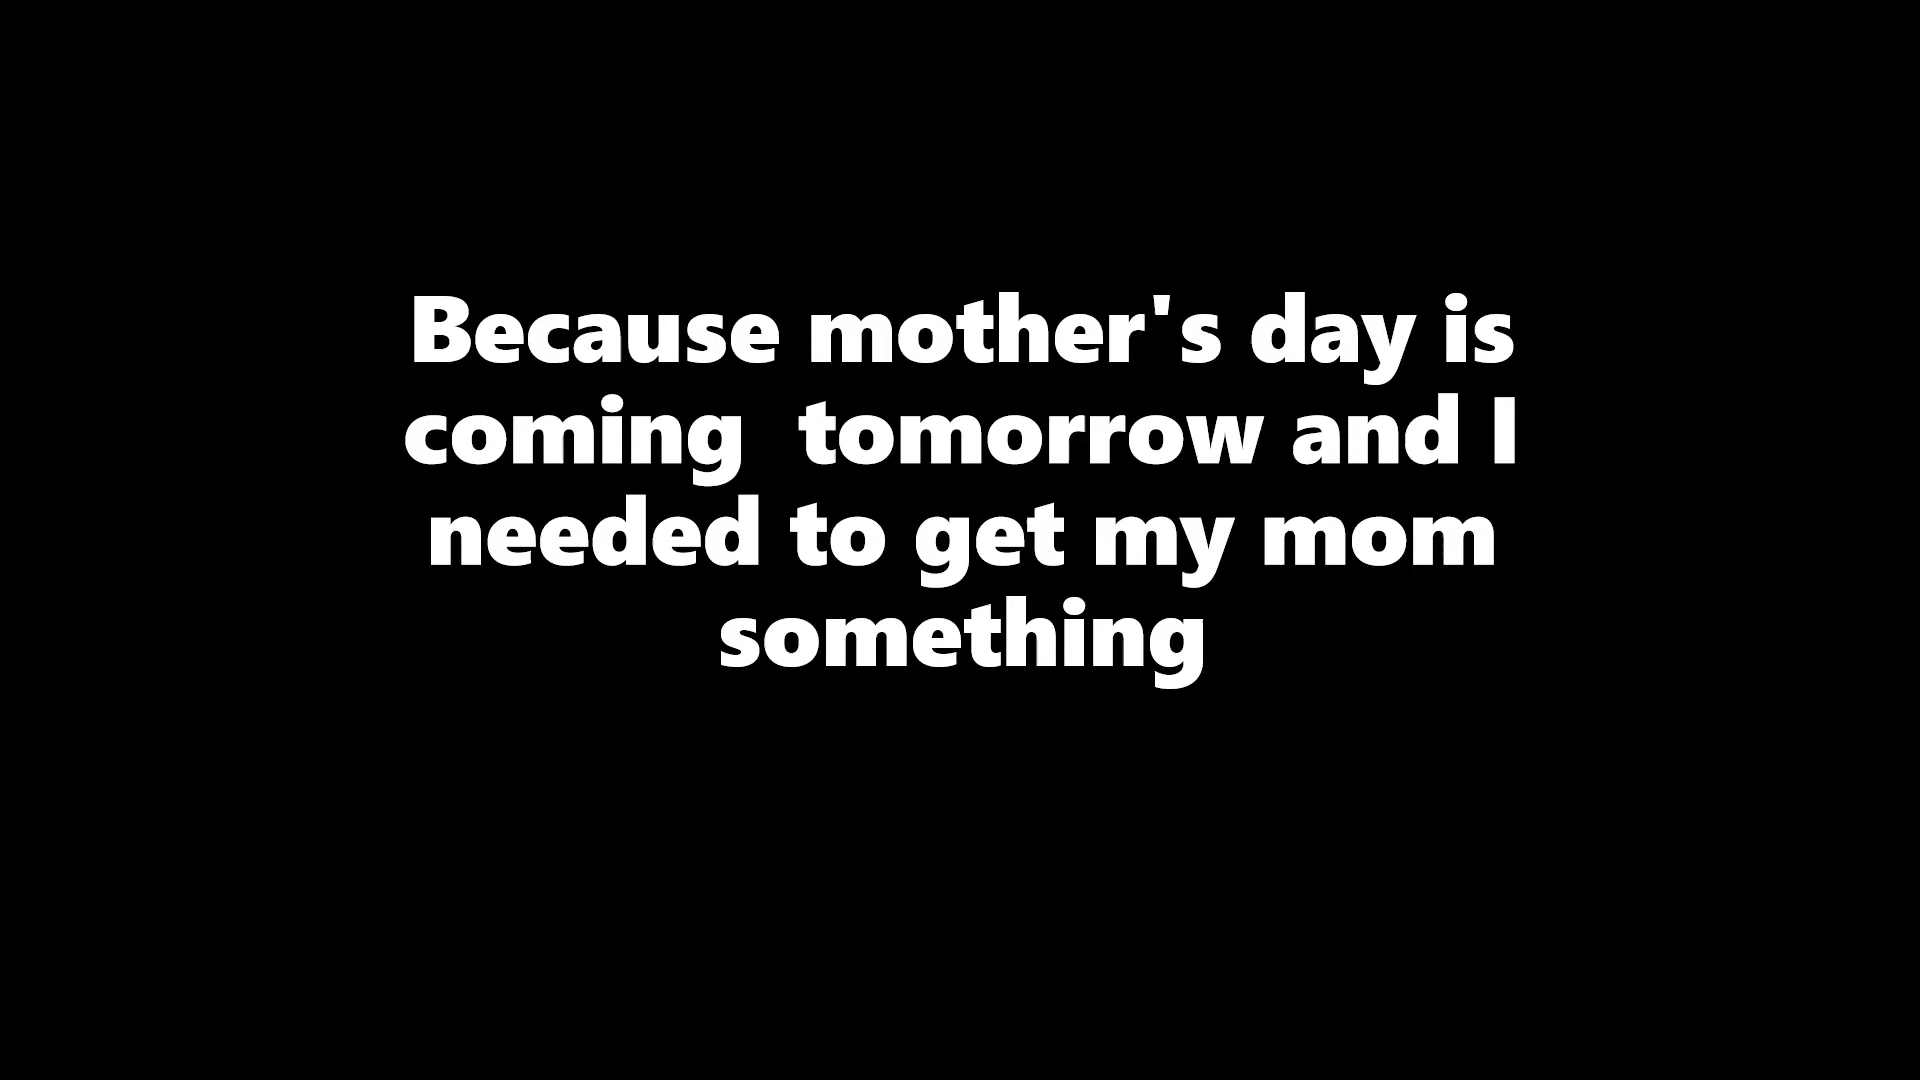 Because mother's day is
coming  tomorrow and I
needed to get my mom
something